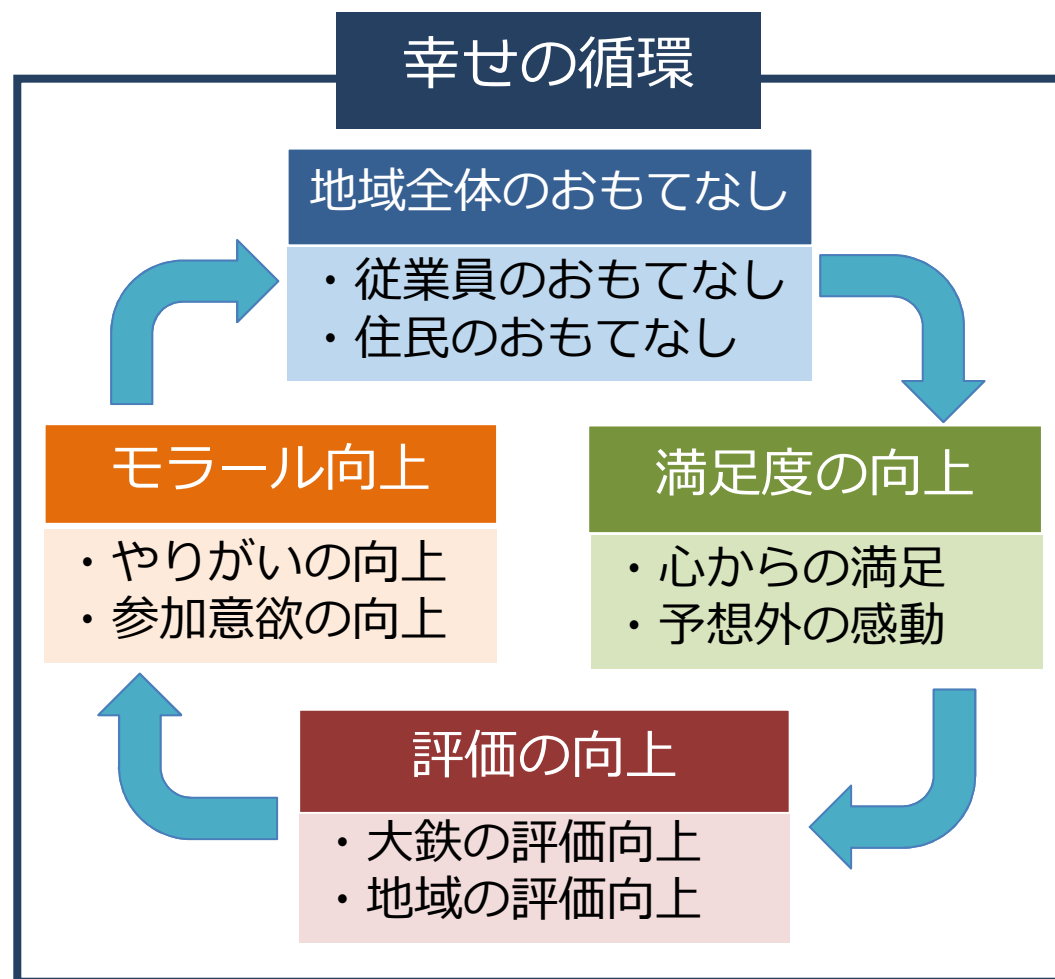 幸せの循環
地域全体のおもてなし
・従業員のおもてなし
・住民のおもてなし
満足度の向上
・心からの満足
・予想外の感動
評価の向上
・大鉄の評価向上
・地域の評価向上
モラール向上
・やりがいの向上
・参加意欲の向上